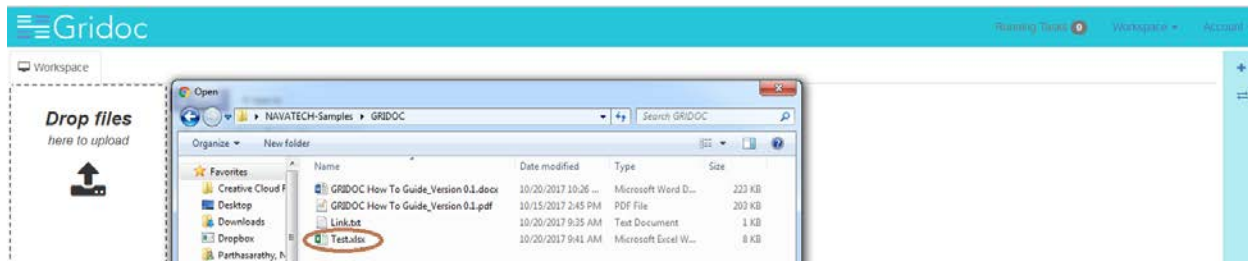 Gridoc
Running Tasks 0 Workspace Account
Workspace
Drop files
here to upload
Open
NAVATECH-Samples GRIDOC
Search GRIDOC
Organize New folder
Name Date modified Type Size
Favorites
Creative Cloud F
Desktop
Downloads
Dropbox
Parthasarathy, N
GRIDOC How To Guide_Version 0.1.docx 10/20/2017 10:26 ... Microsoft Word D... 223 KB
GRIDOC How To Guide_Version 0.1.pdf 10/15/2017 2:45 PM PDF File 203 KB
Link.txt 10/20/2017 9:35 AM Text Document 1 KB
Test.xlsx 10/20/2017 9:41 AM Microsoft Excel W... 8 KB